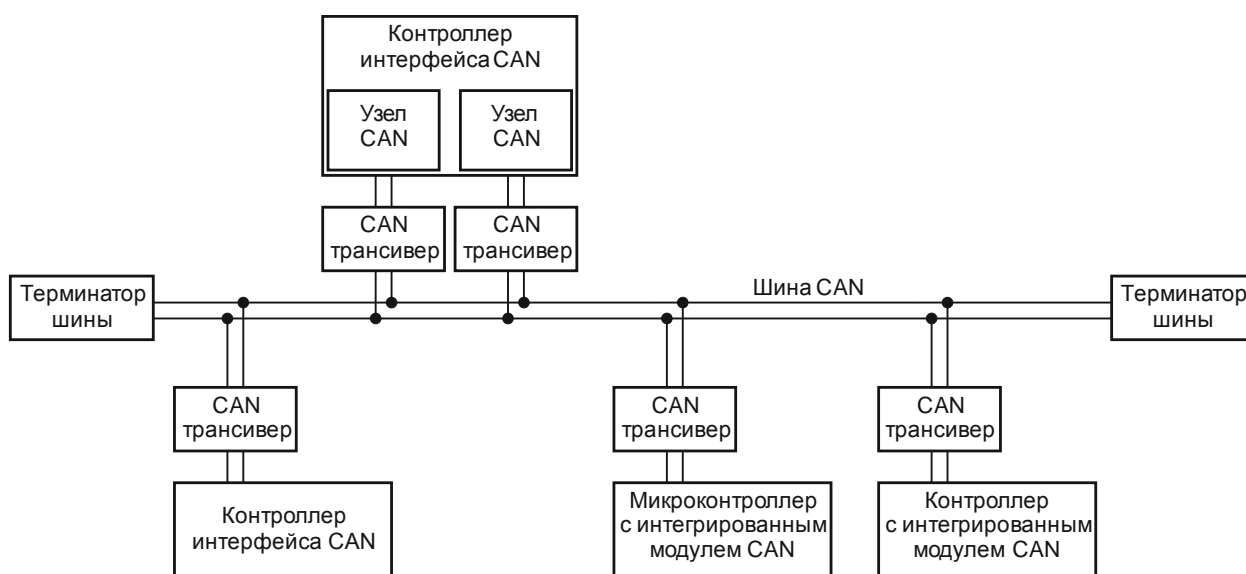 Контроллер
интерфейса CAN
Узел
CAN
Узел
CAN
CAN
трансивер
CAN
трансивер
Терминатор
шины
Шина CAN
Терминатор
шины
CAN
трансивер
CAN
трансивер
CAN
трансивер
Контроллер
интерфейса CAN
Микроконтроллер
с интегрированным
модулем CAN
Контроллер
с интегрированным
модулем CAN